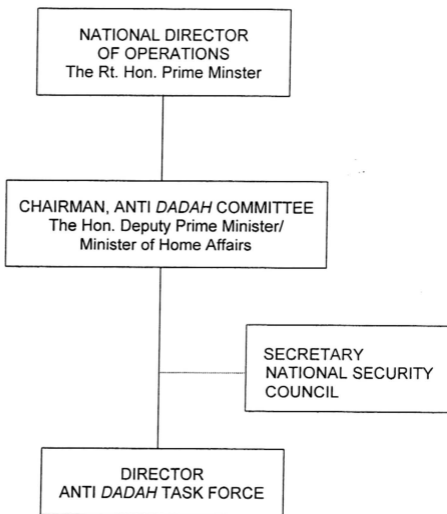 NATIONAL DIRECTOR
OF OPERATIONS
The Rt. Hon. Prime Minster
CHAIRMAN, ANTI DADAH COMMITTEE
The Hon. Deputy Prime Minister/
Minister of Home Affairs
SECRETARY
NATIONAL SECURITY
COUNCIL
DIRECTOR
ANTI DADAH TASK FORCE